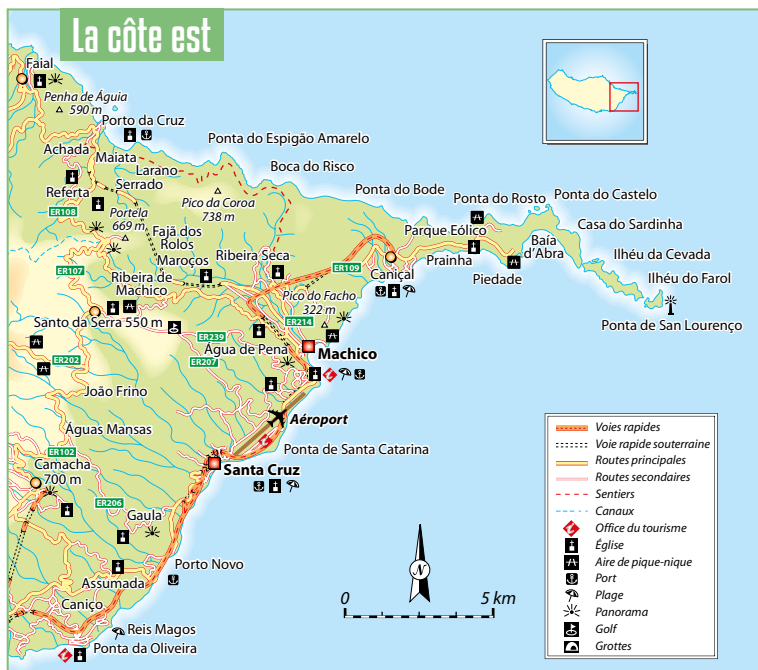 La côte est
Faial
Penha de Águia
590 m
Porto da Cruz
Ponta do Espigão Amarelo
Achada
Maiata
Larano
Boca do Risco
Serrado
Referta
Ponta do Bode
Ponta do Rosto
Ponta do Castelo
Pico da Coroa
738 m
ER108
Portela
669 m
Casa do Sardinha
Parque Eólico
Fajã dos
Rolos
Maroços
Ribeira Seca
Baía
d'Abra
Ilhéu da Cevada
Prainha
ER107
ER109
Caniçal
Piedade
Ilhéu do Farol
Ribeira de
Machico
Pico do Facho
322 m
Ponta de San Lourenço
Santo da Serra 550 m
ER214
ER239
Água de Pena
Machico
ER202
ER207
João Frino
Aéroport
Águas Mansas
Ponta de Santa Catarina
ER102
Camacha
700 m
Santa Cruz
ER206
Gaula
Porto Novo
Assumada
Caniço
Reis Magos
Ponta da Oliveira
N
0
5 km
Voies rapides
Voie rapide souterraine
Routes principales
Routes secondaires
Sentiers
Canaux
Office du tourisme
Église
Aire de pique-nique
Port
Plage
Panorama
Golf
Grottes